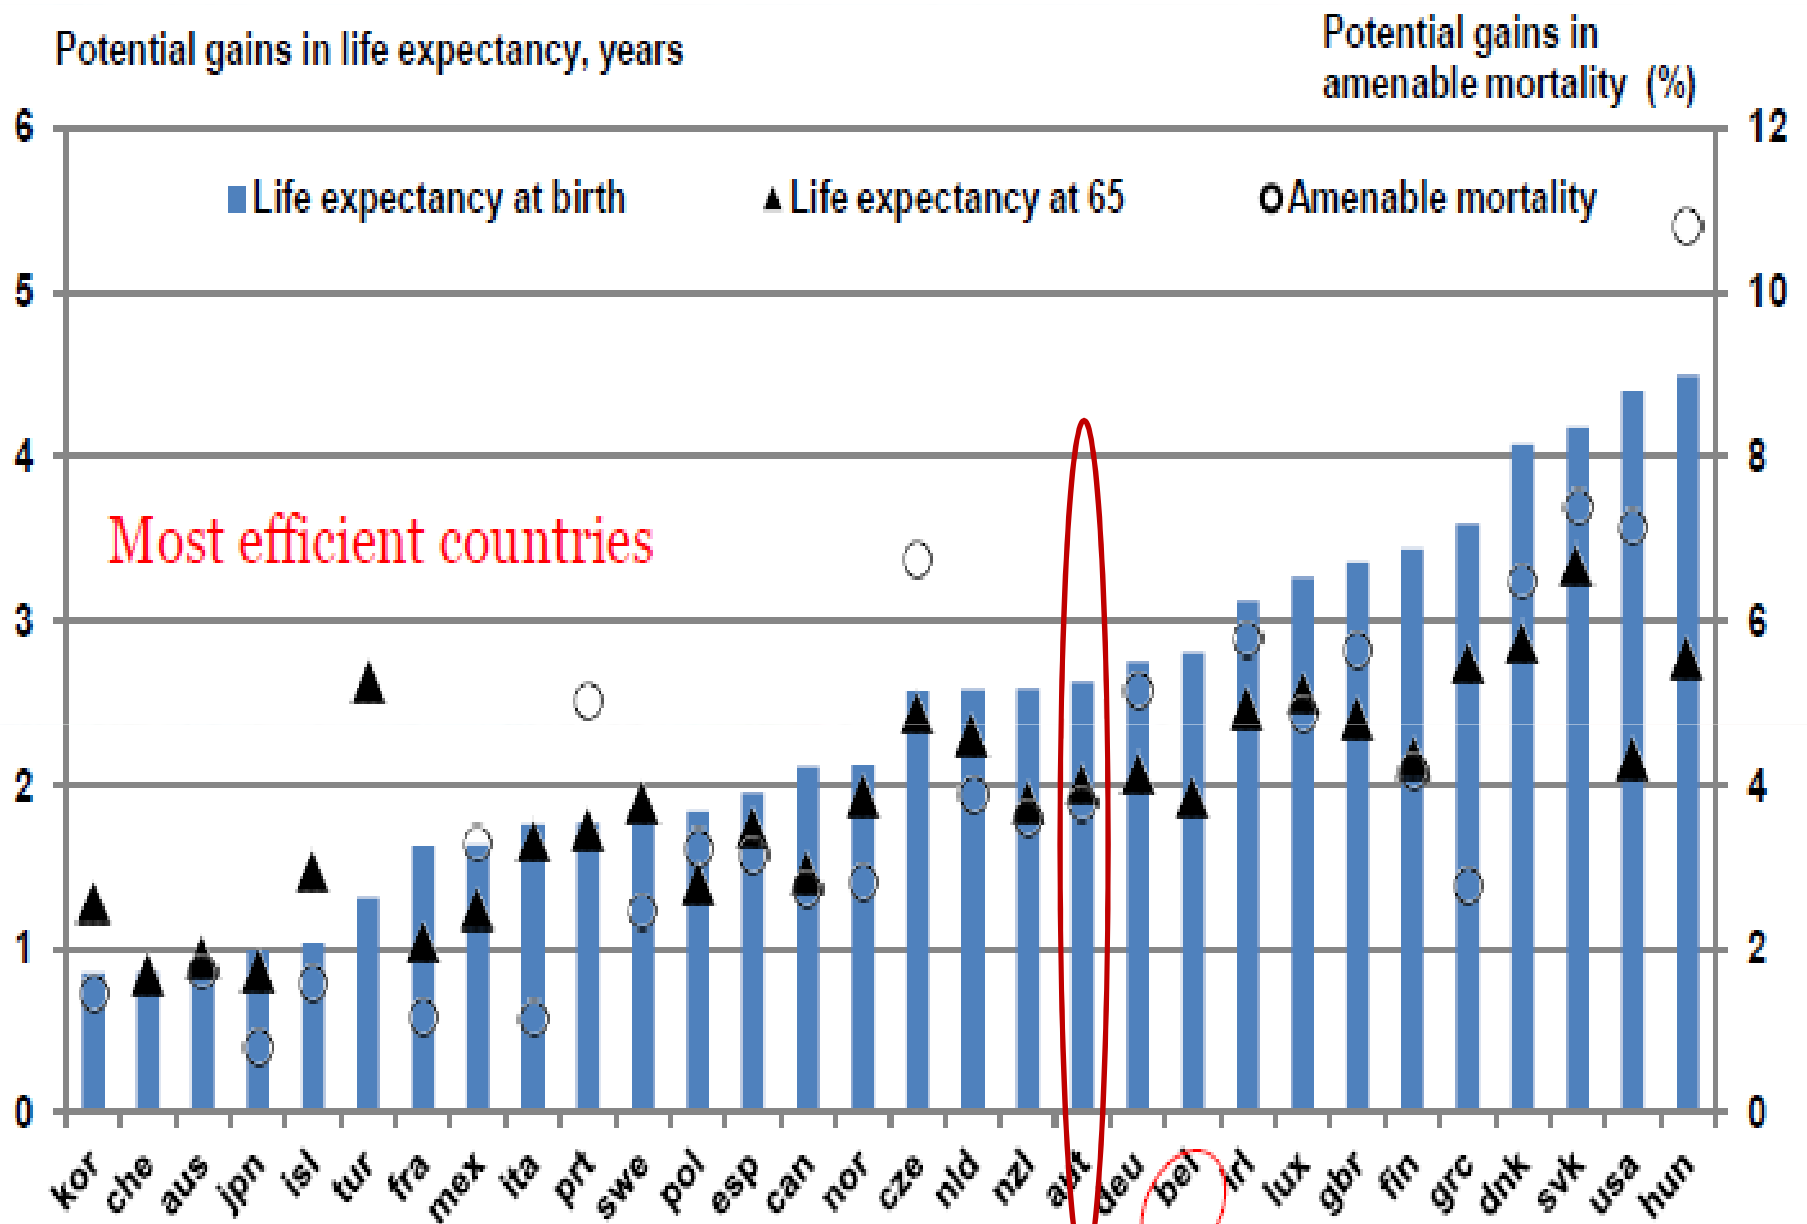 Potential gains in life expectancy, years
Potential gains in
amenable mortality (%)
6 12
Life expectancy at birth Life expectancy at 65 Amenable mortality
5 10
4 8
Most efficient countries
3 6
2 4
1 2
0 0
kor che aus jpn isl tur fra mex ita prt swe pol esp can nor cze nld nzl aut deu bel irl lux gbr fin grc dnk svk usa hun